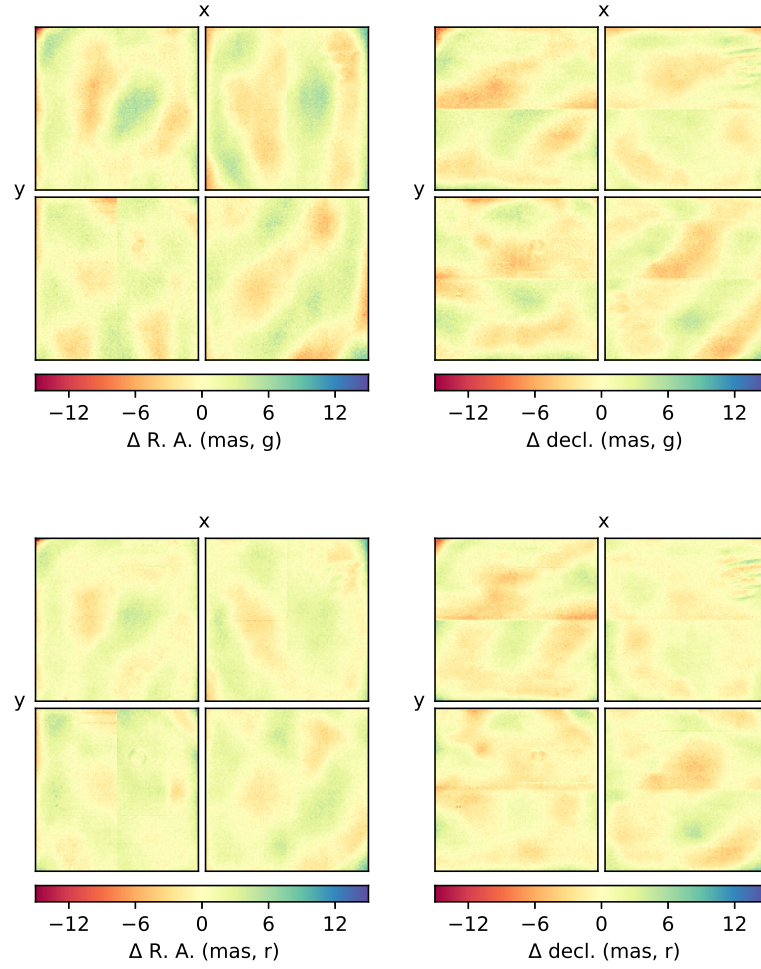 x x
y y
−12 −6 0 6 12 −12 −6 0 6 12
Δ R. A. (mas, g) Δ decl. (mas, g)
x x
y y
−12 −6 0 6 12 −12 −6 0 6 12
Δ R. A. (mas, r) Δ decl. (mas, r)